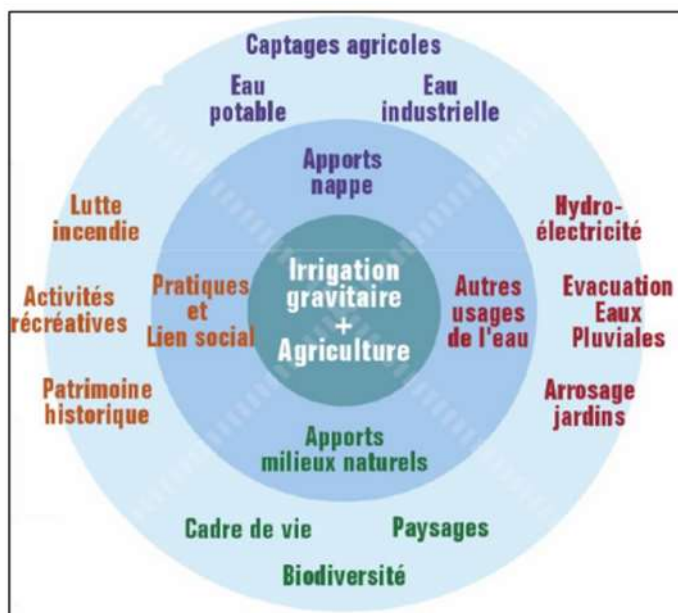 Captages agricoles
Eau
potable
Eau
industrielle
Apports
nappe
Lutte
incendie
Activités
récréatives
Patrimoine
historique
Pratiques
et
Lien social
Irrigation
gravitaire
+
Agriculture
Autres
usages
de l'eau
Hydro-
électricité
Evacuation
Eaux
Pluviales
Arrosage
jardins
Apports
milieux naturels
Cadre de vie
Paysages
Biodiversité